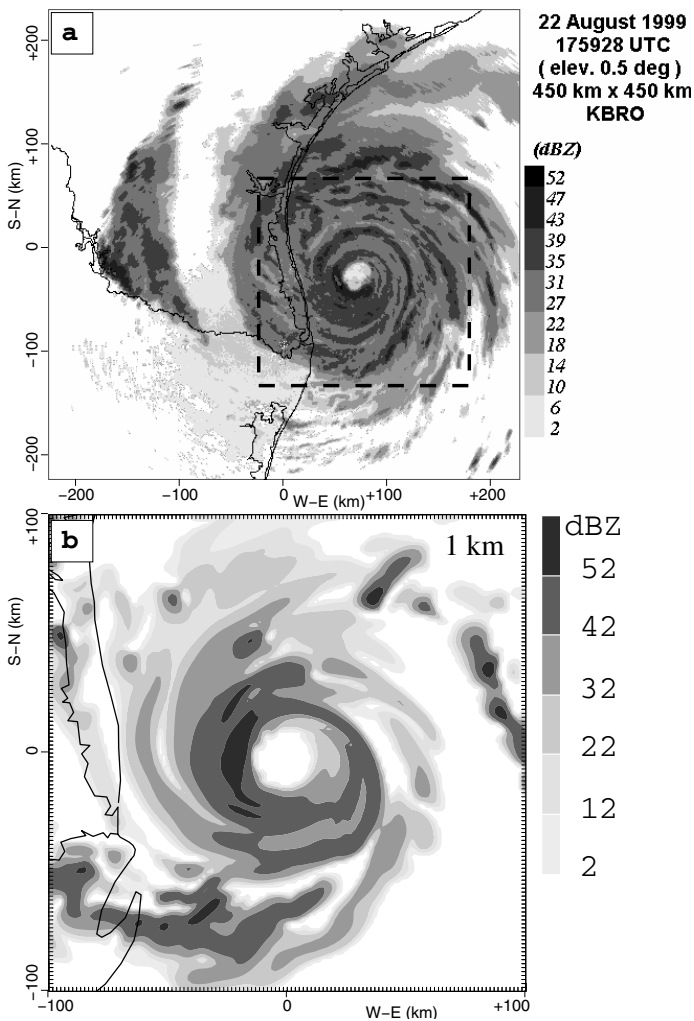 a
22 August 1999
175928 UTC
( elev. 0.5 deg )
450 km x 450 km
KBRO
(dBZ)
52
47
43
39
35
31
27
22
18
14
10
6
2
S-N (km)
+200
+100
0
-100
-200
-200
-100
0
+100
+200
W-E (km)
b
1 km
dBZ
52
42
32
22
12
2
S-N (km)
+100
0
-100
-100
0
+100
W-E (km)